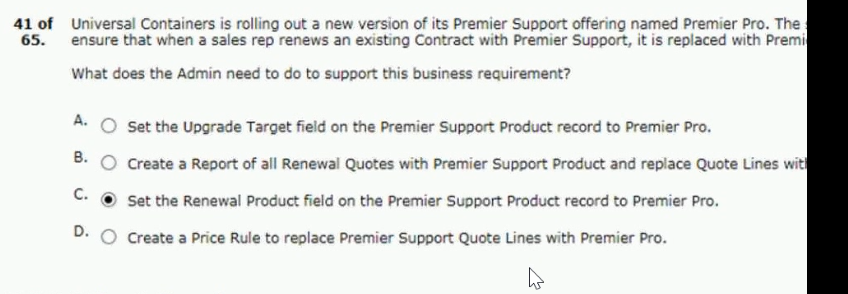 41 of Universal Containers is rolling out a new version of its Premier Support offering named Premier Pro. The
65. ensure that when a sales rep renews an existing Contract with Premier Support, it is replaced with
What does the Admin need to do to support this business requirement?
A. Set the Upgrade Target field on the Premier Support Product record to Premier Pro.
B. Create a Report of all Renewal Quotes with Premier Support Product and replace Quote Lines
C. Set the Renewal Product field on the Premier Support Product record to Premier Pro.
D. Create a Price Rule to replace Premier Support Quote Lines with Premier Pro.